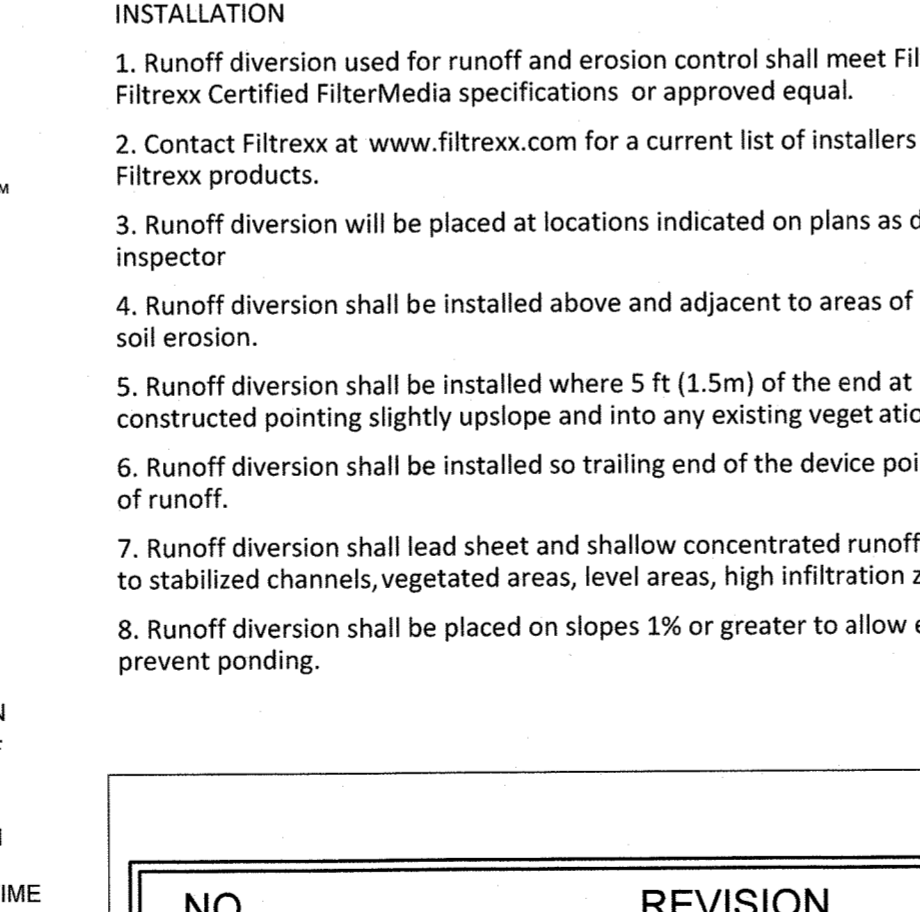 INSTALLATION
1. Runoff diversion used for runoff and erosion control shall meet Fil
Filtrexx Certified FilterMedia specifications or approved equal.
2. Contact Filtrexx at www.filtrexx.com for a current list of installers
Filtrexx products.
™
3. Runoff diversion will be placed at locations indicated on plans as d
inspector
4. Runoff diversion shall be installed above and adjacent to areas of
soil erosion.
5. Runoff diversion shall be installed where 5 ft (1.5m) of the end at
constructed pointing slightly upslope and into any existing veget atio
6. Runoff diversion shall be installed so trailing end of the device poi
of runoff.
7. Runoff diversion shall lead sheet and shallow concentrated runoff
to stabilized channels, vegetated areas, level areas, high infiltration z
8. Runoff diversion shall be placed on slopes 1% or greater to allow e
prevent ponding.
N
IME
NO
REVISION